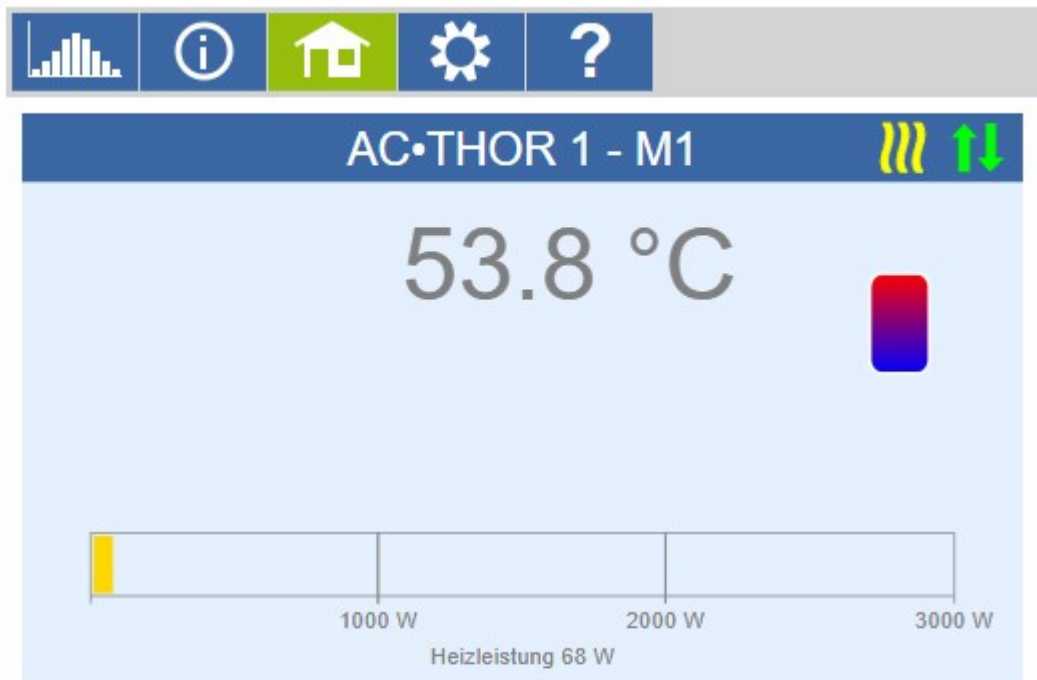 ?
AC•THOR 1 - M1
53.8 °C
1000 W 2000 W 3000 W
Heizleistung 68 W